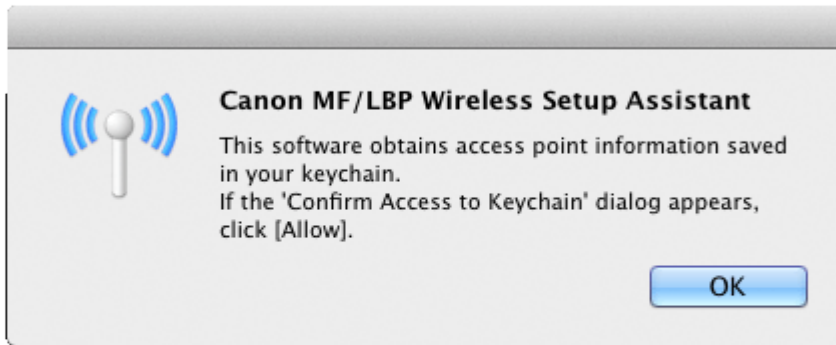 Canon MF/LBP Wireless Setup Assistant
This software obtains access point information saved
in your keychain.
If the 'Confirm Access to Keychain' dialog appears,
click [Allow].
OK